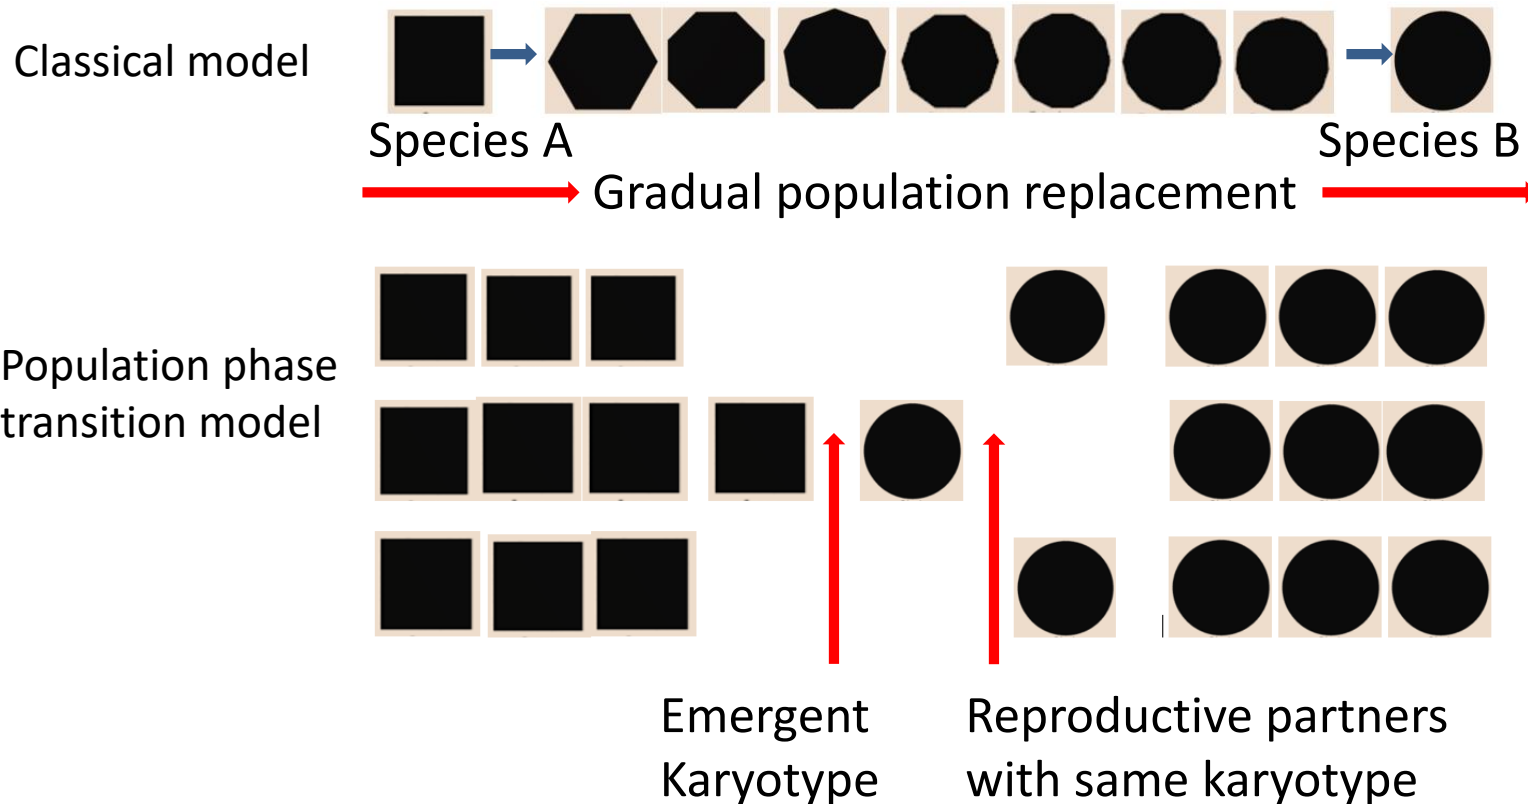 Classical model
Species A
Species B
Gradual population replacement
Population phase
transition model
Emergent
Karyotype
Reproductive partners
with same karyotype